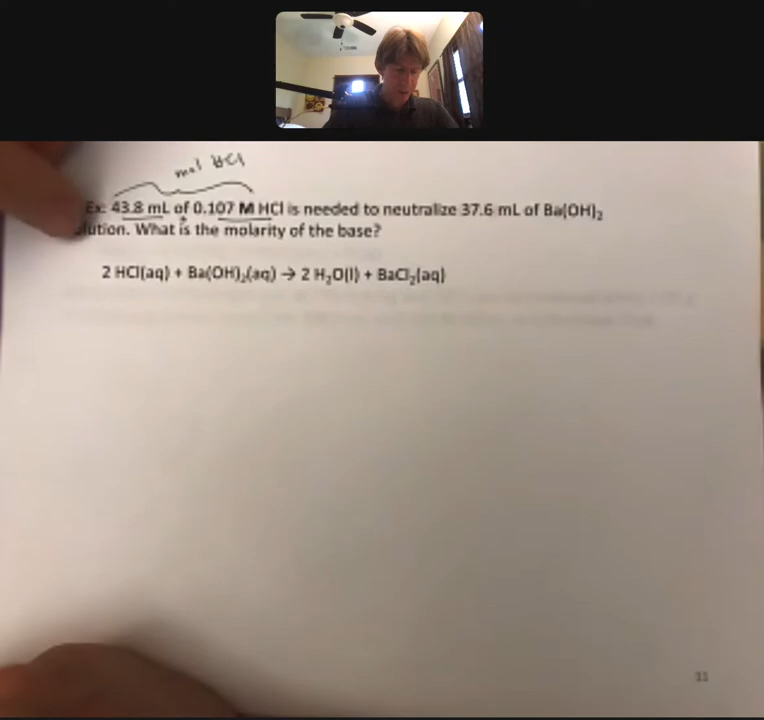 mol HCl
Ex: 43.8 mL of 0.107 M HCl is needed to neutralize 37.6 mL of Ba(OH)₂
lution. What is the molarity of the base?
2 HCl(aq) + Ba(OH)₂(aq) → 2 H₂O(l) + BaCl₂(aq)